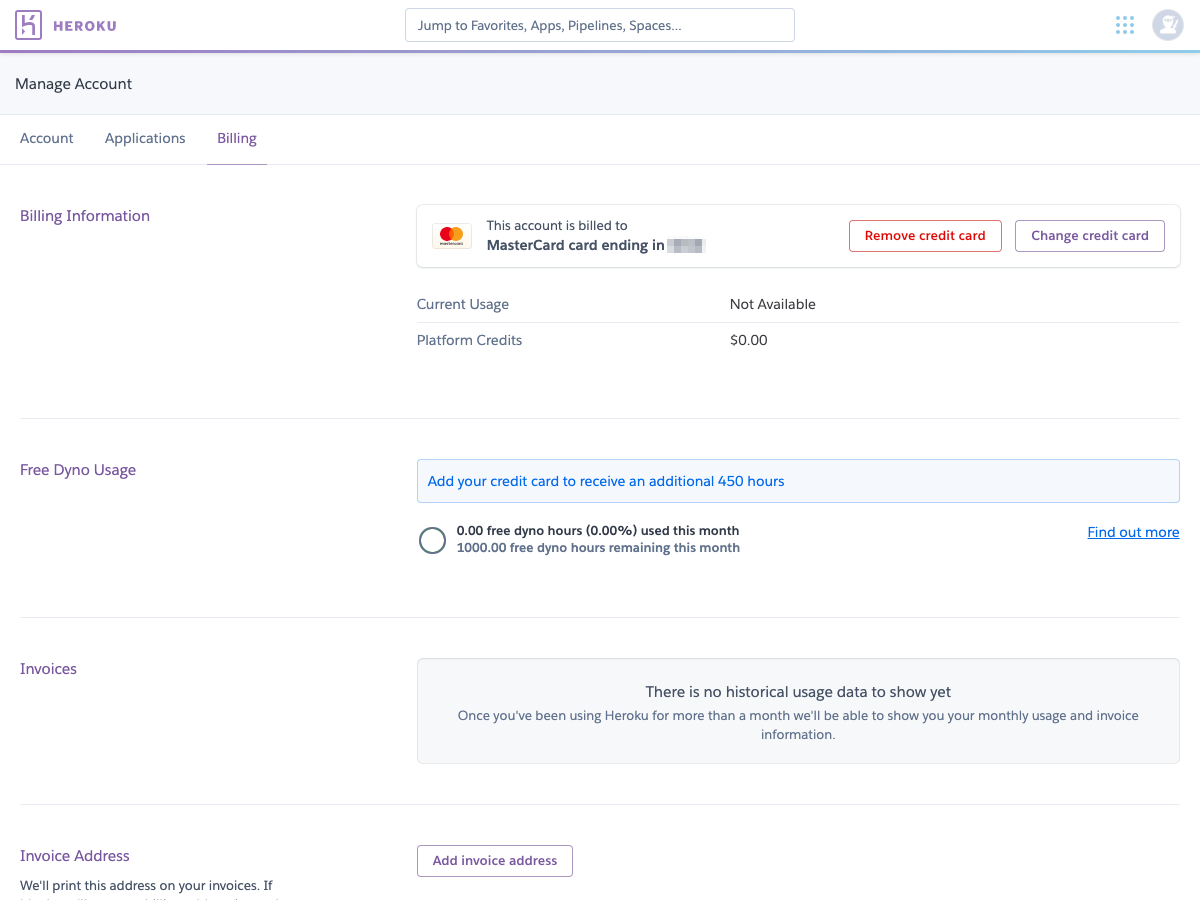 HEROKU
Jump to Favorites, Apps, Pipelines, Spaces...
Manage Account
Account Applications Billing
Billing Information
mastercard
This account is billed to
MasterCard card ending in
Remove credit card
Change credit card
Current Usage Not Available
Platform Credits $0.00
Free Dyno Usage
Add your credit card to receive an additional 450 hours
0.00 free dyno hours (0.00%) used this month
1000.00 free dyno hours remaining this month
Find out more
Invoices
There is no historical usage data to show yet
Once you've been using Heroku for more than a month we'll be able to show you your monthly usage and invoice
information.
Invoice Address
Add invoice address
We'll print this address on your invoices. If